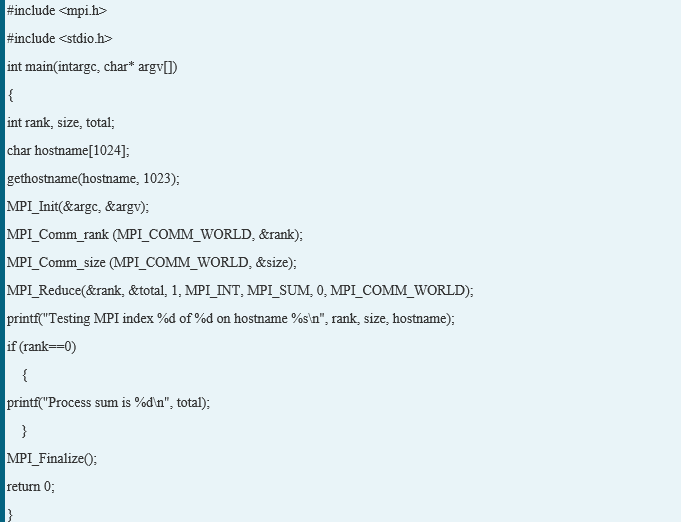 #include <mpi.h>
#include <stdio.h>
int main(intargc, char* argv[])
{
int rank, size, total;
char hostname[1024];
gethostname(hostname, 1023);
MPI_Init(&argc, &argv);
MPI_Comm_rank (MPI_COMM_WORLD, &rank);
MPI_Comm_size (MPI_COMM_WORLD, &size);
MPI_Reduce(&rank, &total, 1, MPI_INT, MPI_SUM, 0, MPI_COMM_WORLD);
printf("Testing MPI index %d of %d on hostname %s\n", rank, size, hostname);
if (rank==0)
{
printf("Process sum is %d\n", total);
}
MPI_Finalize();
return 0;
}